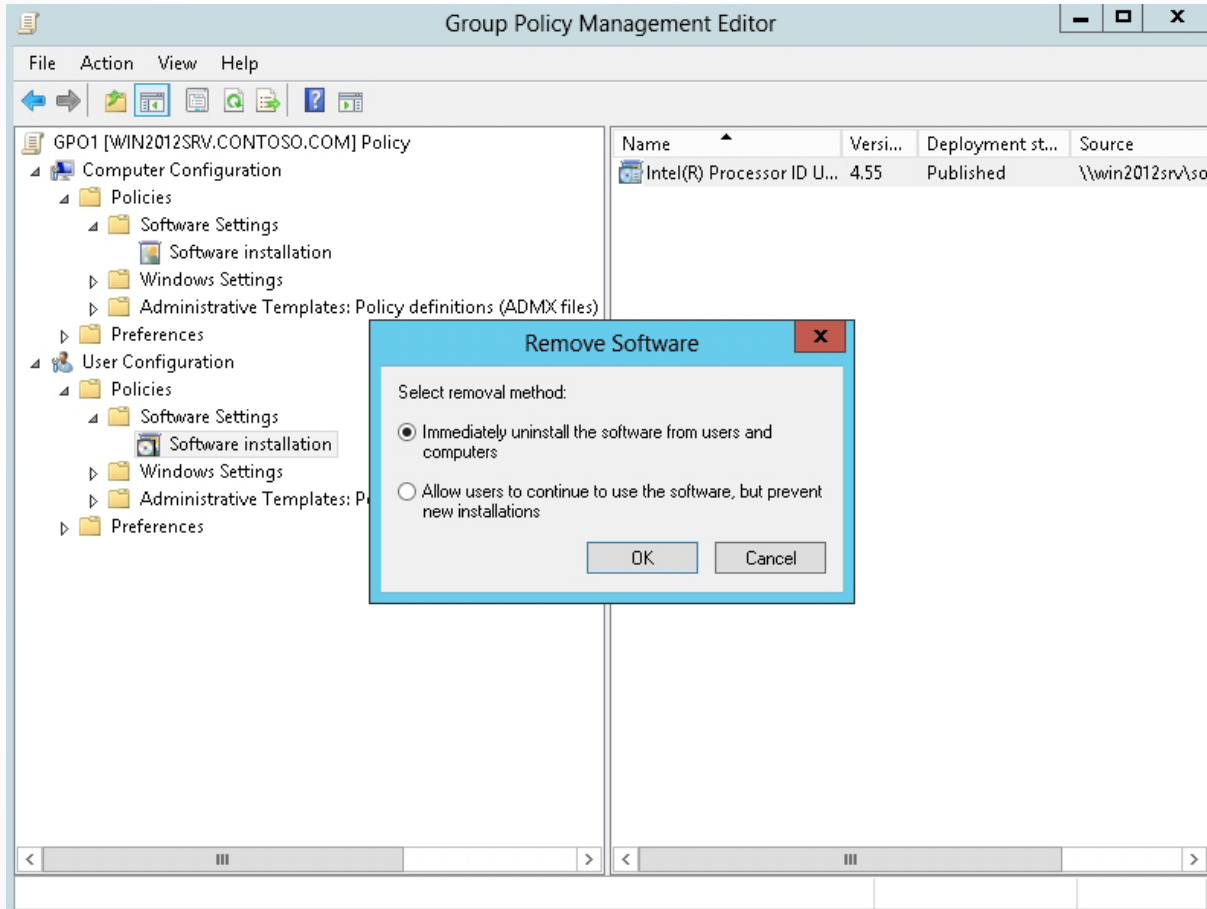 Group Policy Management Editor
File Action View Help
GPO1 [WIN2012SRV.CONTOSO.COM] Policy
Computer Configuration
Policies
Software Settings
Software installation
Windows Settings
Administrative Templates: Policy definitions (ADMX files)
Preferences
User Configuration
Policies
Software Settings
Software installation
Windows Settings
Administrative Templates: P
Preferences
Name Versi... Deployment st... Source
Intel(R) Processor ID U... 4.55 Published \\win2012srv\so
Remove Software
Select removal method:
Immediately uninstall the software from users and
computers
Allow users to continue to use the software, but prevent
new installations
OK Cancel